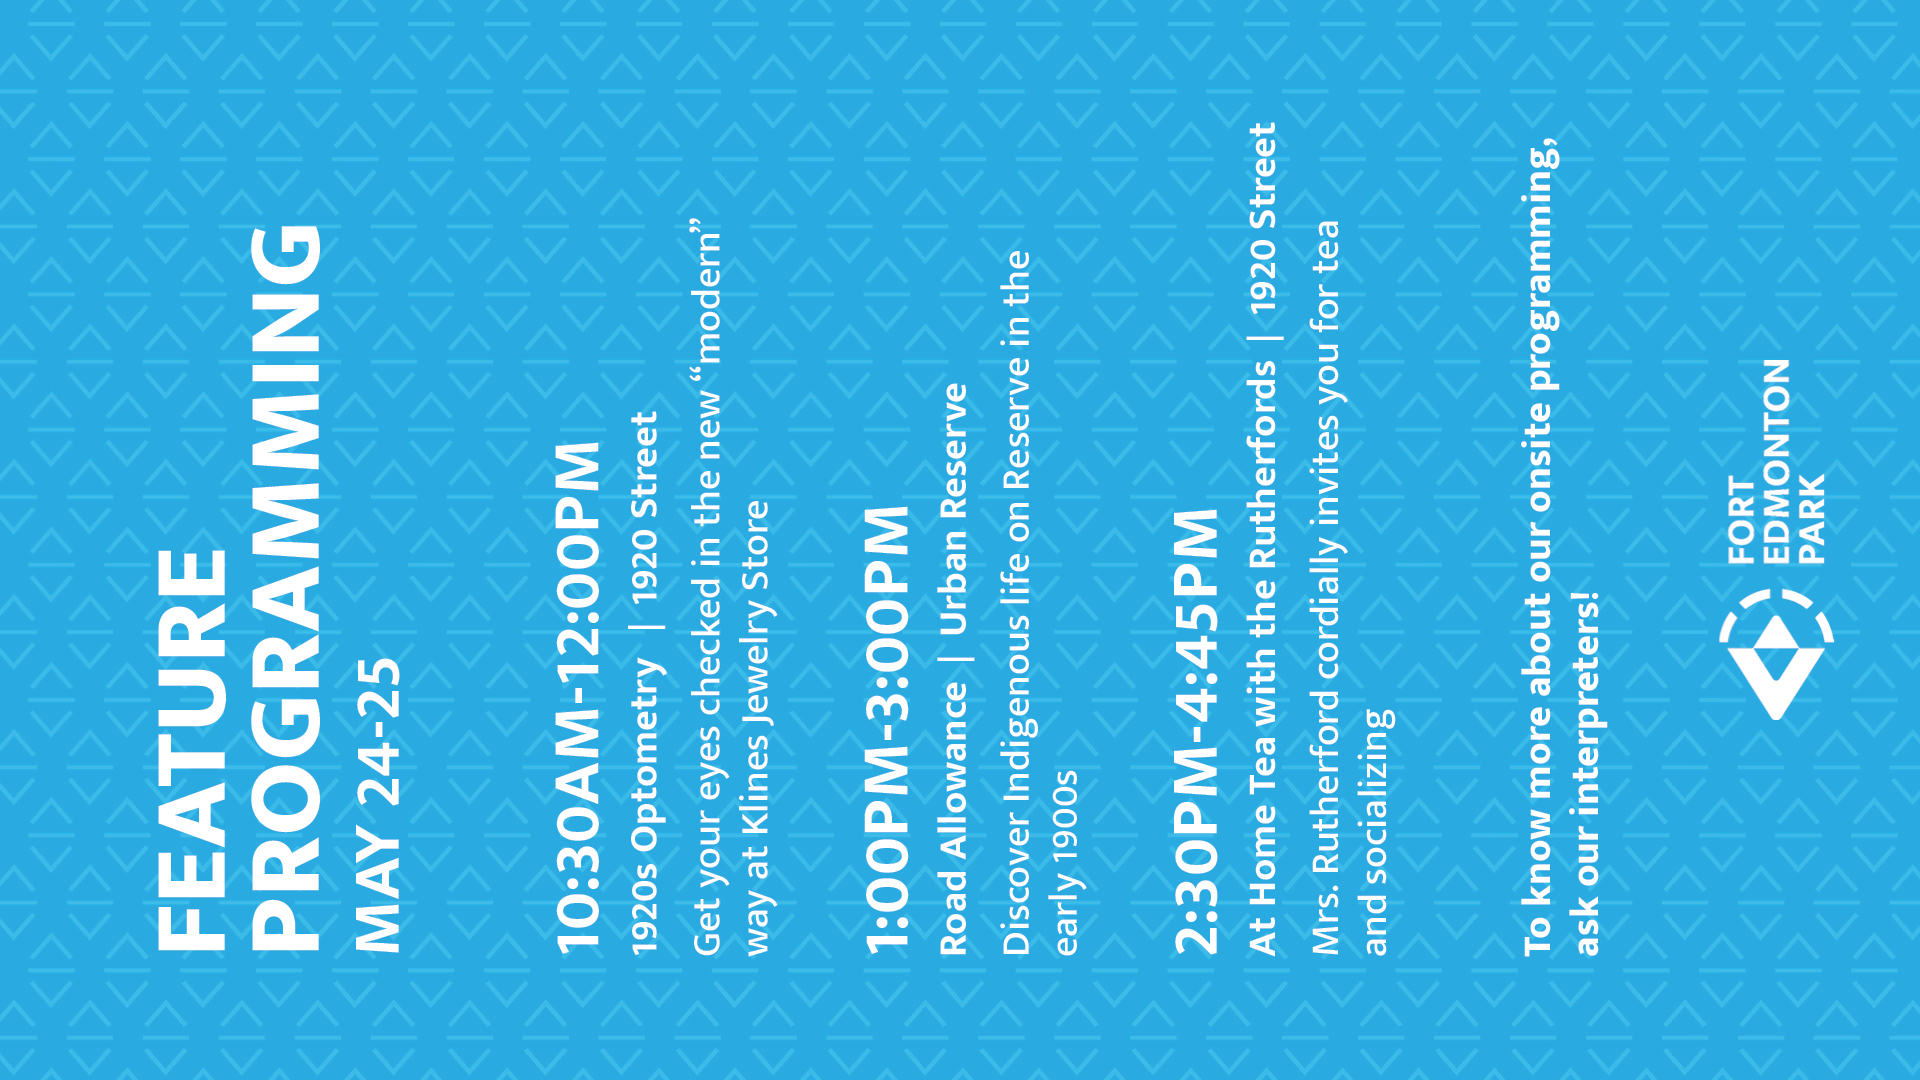 FEATURE
PROGRAMMING
MAY 24-25
10:30AM-12:00PM
1920s Optometry | 1920 Street
Get your eyes checked in the new “modern”
way at Klines Jewelry Store
1:00PM-3:00PM
Road Allowance | Urban Reserve
Discover Indigenous life on Reserve in the
early 1900s
2:30PM-4:45PM
At Home Tea with the Rutherfords | 1920 Street
Mrs. Rutherford cordially invites you for tea
and socializing
To know more about our onsite programming,
ask our interpreters!
FORT
EDMONTON
PARK